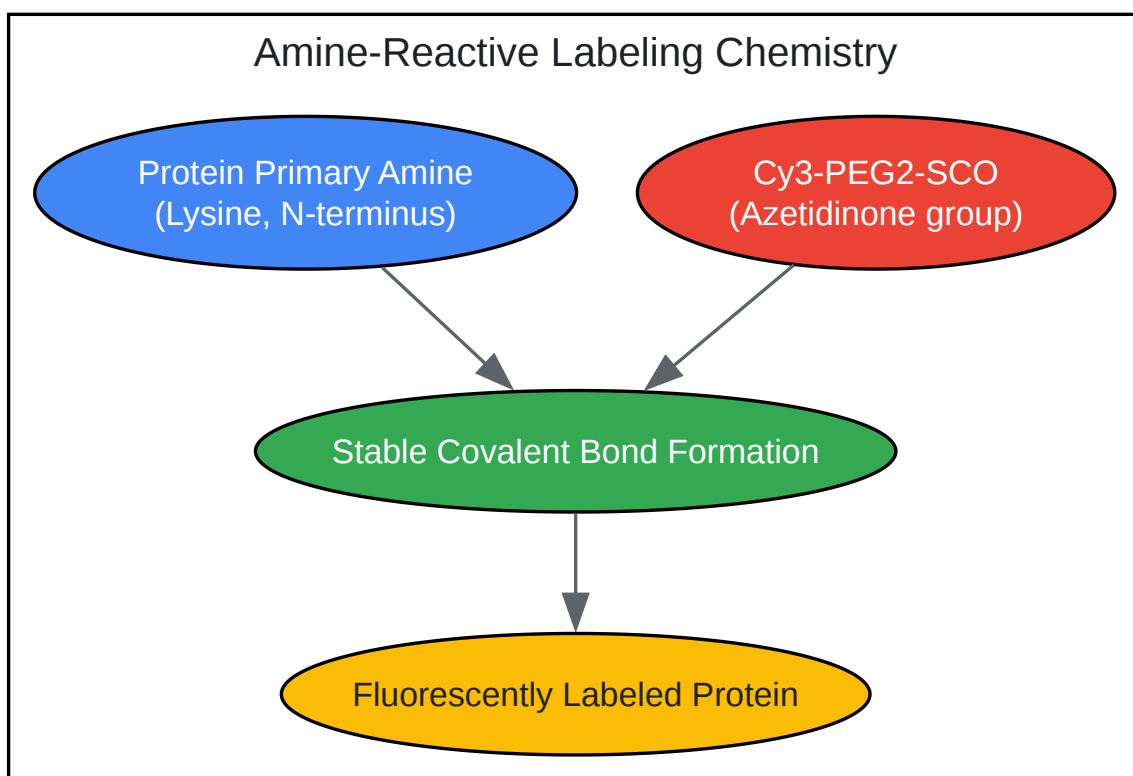 Amine-Reactive Labeling Chemistry
Protein Primary Amine
(Lysine, N-terminus)
Cy3-PEG2-SCO
(Azetidinone group)
Stable Covalent Bond Formation
Fluorescently Labeled Protein